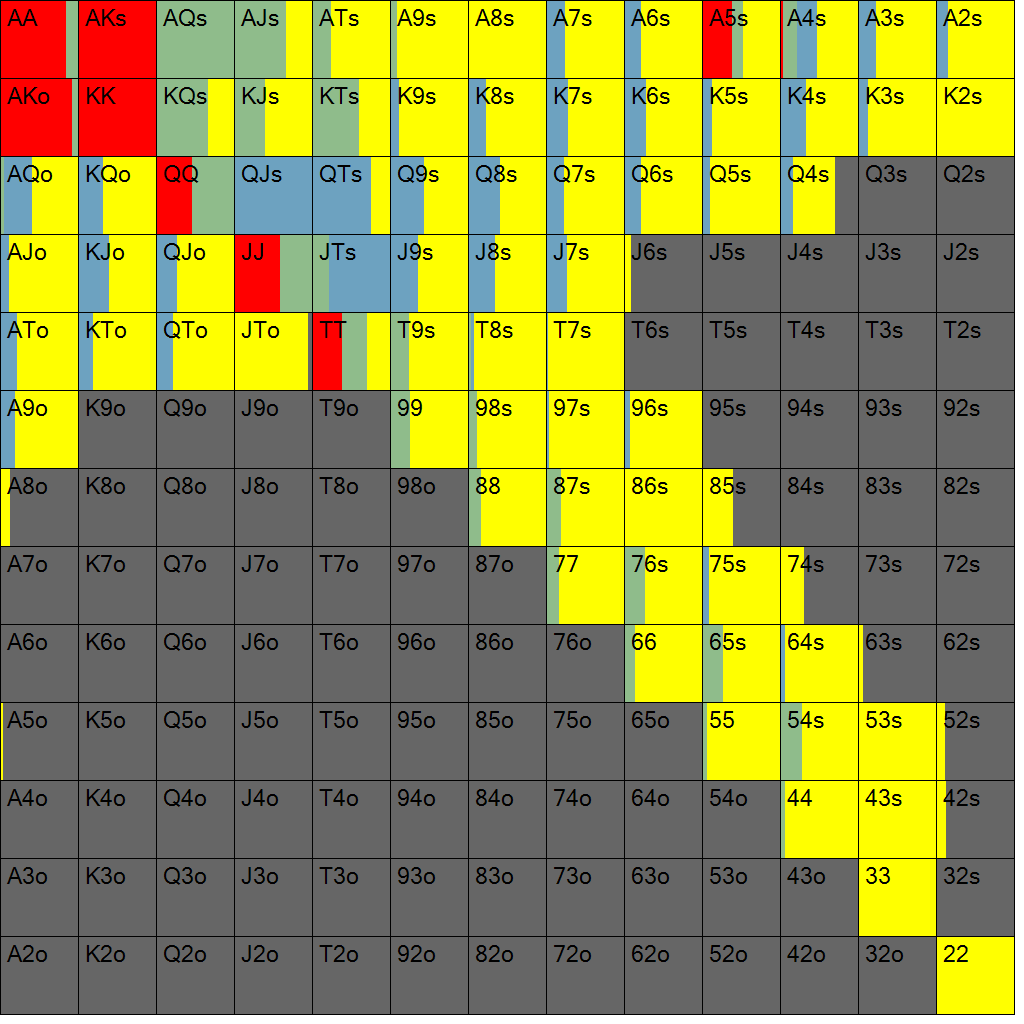 AA AKs AQs AJs ATs A9s A8s A7s A6s A5s A4s A3s A2s
AKo KK KQs KJs KTs K9s K8s K7s K6s K5s K4s K3s K2s
AQo KQo QQ QJs QTs Q9s Q8s Q7s Q6s Q5s Q4s Q3s Q2s
AJo KJo QJo JJ JTs J9s J8s J7s J6s J5s J4s J3s J2s
ATo KTo QTo JTo TT T9s T8s T7s T6s T5s T4s T3s T2s
A9o K9o Q9o J9o T9o 99 98s 97s 96s 95s 94s 93s 92s
A8o K8o Q8o J8o T8o 98o 88 87s 86s 85s 84s 83s 82s
A7o K7o Q7o J7o T7o 97o 87o 77 76s 75s 74s 73s 72s
A6o K6o Q6o J6o T6o 96o 86o 76o 66 65s 64s 63s 62s
A5o K5o Q5o J5o T5o 95o 85o 75o 65o 55 54s 53s 52s
A4o K4o Q4o J4o T4o 94o 84o 74o 64o 54o 44 43s 42s
A3o K3o Q3o J3o T3o 93o 83o 73o 63o 53o 43o 33 32s
A2o K2o Q2o J2o T2o 92o 82o 72o 62o 52o 42o 32o 22